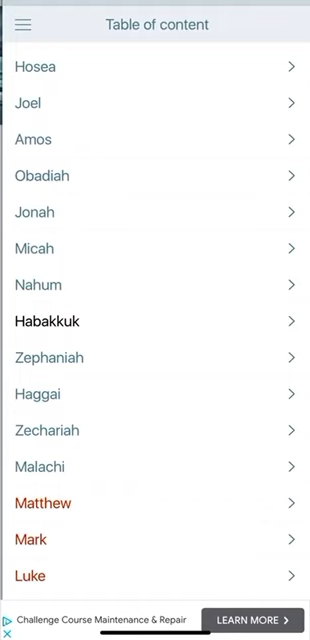 Table of content
Hosea
Joel
Amos
Obadiah
Jonah
Micah
Nahum
Habakkuk
Zephaniah
Haggai
Zechariah
Malachi
Matthew
Mark
Luke
Challenge Course Maintenance & Repair
LEARN MORE